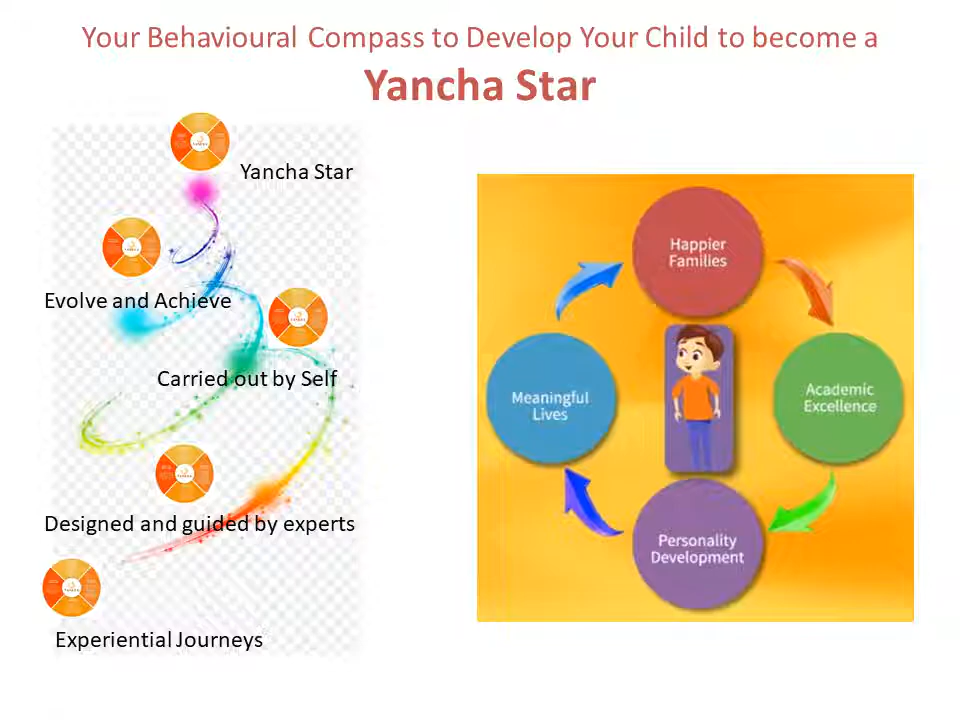 Your Behavioural Compass to Develop Your Child to become a
Yancha Star
Yancha Star
Evolve and Achieve
Carried out by Self
Designed and guided by experts
Experiential Journeys
Happier
Families
Academic
Excellence
Personality
Development
Meaningful
Lives